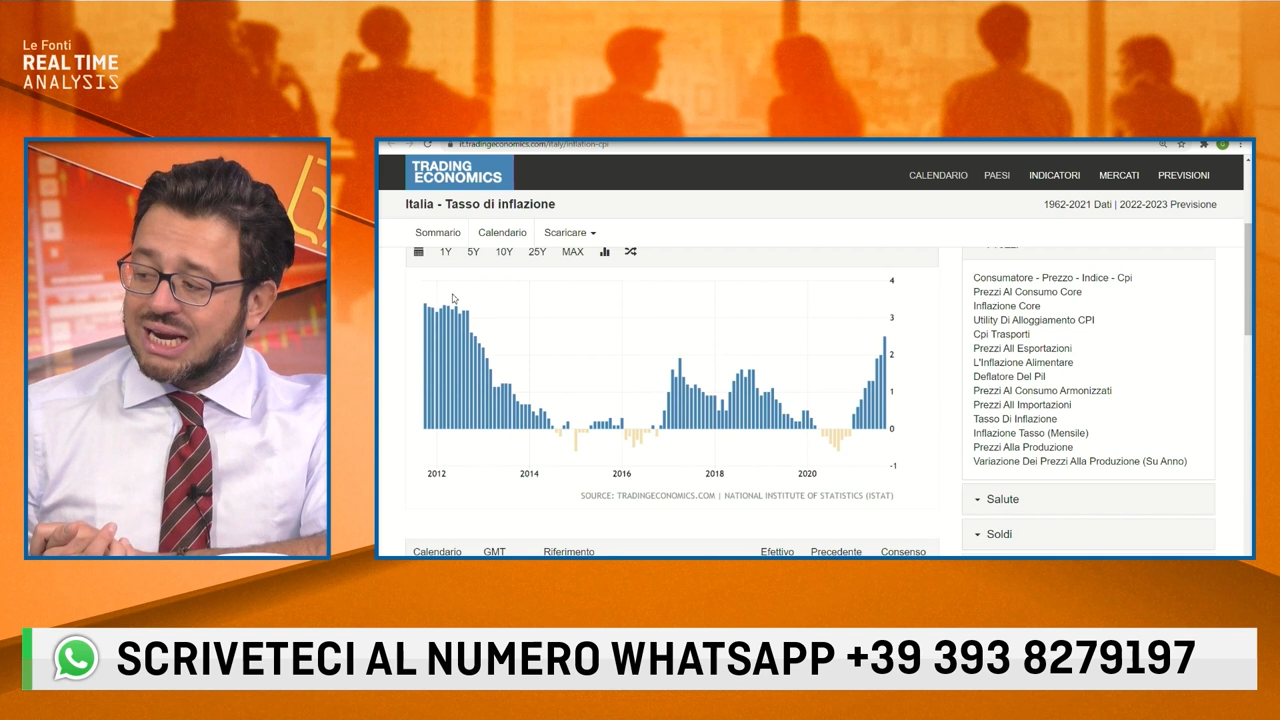 Le Fonti
REAL TIME
ANALYSIS
it.tradingeconomics.com/italy/inflation-cpi
TRADING
ECONOMICS
CALENDARIO PAESI INDICATORI MERCATI PREVISIONI
Italia - Tasso di inflazione
1962-2021 Dati | 2022-2023 Previsione
Sommario Calendario Scaricare
1Y 5Y 10Y 25Y MAX
4
3
2
1
0
-1
2012 2014 2016 2018 2020
SOURCE: TRADINGECONOMICS.COM | NATIONAL INSTITUTE OF STATISTICS (ISTAT)
Calendario GMT Riferimento Effettivo Precedente Consenso
Consumatore - Prezzo - Indice - Cpi
Prezzi Al Consumo Core
Inflazione Core
Utility Di Alloggiamento CPI
Cpi Trasporti
Prezzi All Esportazioni
L'Inflazione Alimentare
Deflatore Del Pil
Prezzi Al Consumo Armonizzati
Prezzi All Importazioni
Tasso Di Inflazione
Inflazione Tasso (Mensile)
Prezzi Alla Produzione
Variazione Dei Prezzi Alla Produzione (Su Anno)
Salute
Soldi
SCRIVETECI AL NUMERO WHATSAPP +39 393 8279197